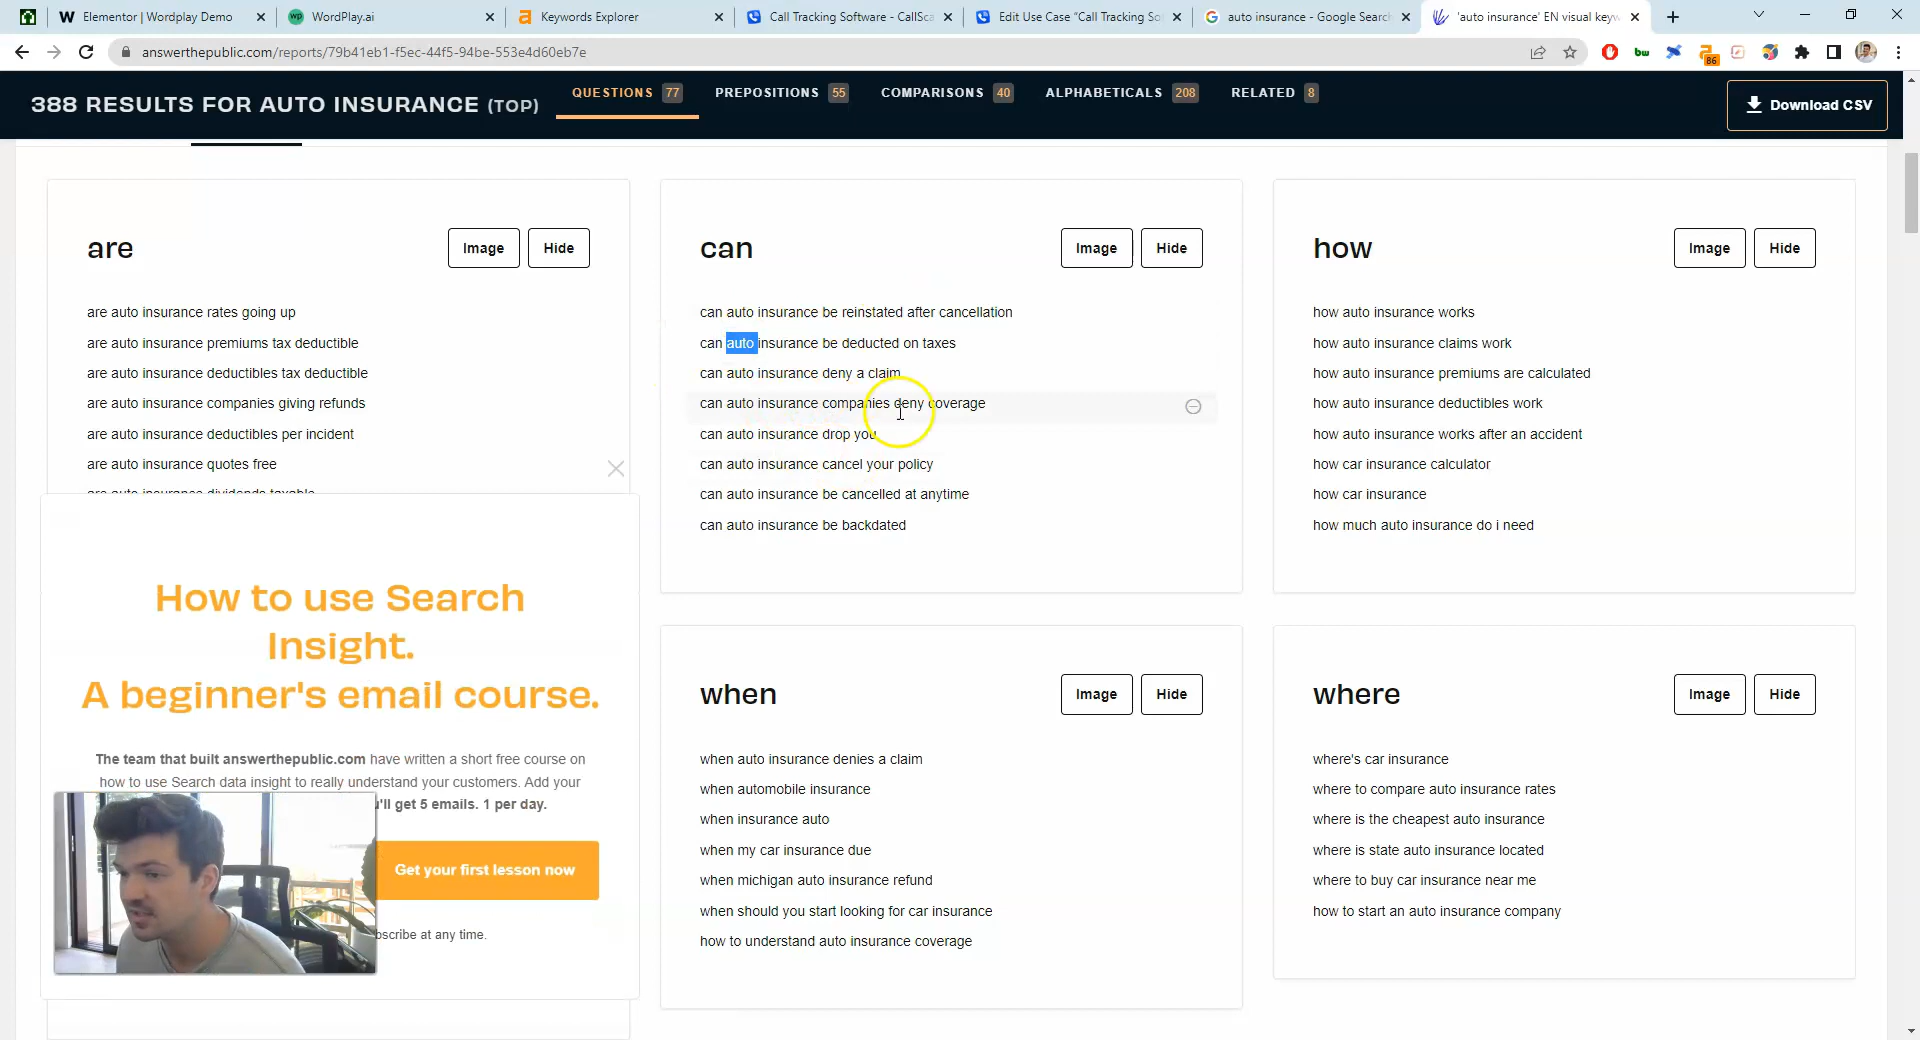 Elementor | Wordplay Demo
WordPlay.ai
Keywords Explorer
Call Tracking Software - CallSca
Edit Use Case "Call Tracking So
auto insurance - Google Search
'auto insurance' EN visual keyw
answerthepublic.com/reports/79b41eb1-f5ec-44f5-94be-553e4d60eb7e
bw
86
388 RESULTS FOR AUTO INSURANCE (TOP)
QUESTIONS 77
PREPOSITIONS 55
COMPARISONS 40
ALPHABETICALS 208
RELATED 8
Download CSV
are
Image
Hide
are auto insurance rates going up
are auto insurance premiums tax deductible
are auto insurance deductibles tax deductible
are auto insurance companies giving refunds
are auto insurance deductibles per incident
are auto insurance quotes free
are auto insurance dividends taxable
can
Image
Hide
can auto insurance be reinstated after cancellation
can auto insurance be deducted on taxes
can auto insurance deny a claim
can auto insurance companies deny coverage
can auto insurance drop you
can auto insurance cancel your policy
can auto insurance be cancelled at anytime
can auto insurance be backdated
how
Image
Hide
how auto insurance works
how auto insurance claims work
how auto insurance premiums are calculated
how auto insurance deductibles work
how auto insurance works after an accident
how car insurance calculator
how car insurance
how much auto insurance do i need
How to use Search
Insight.
A beginner's email course.
The team that built answerthepublic.com have written a short free course on
how to use Search data insight to really understand your customers. Add your
'll get 5 emails. 1 per day.
Get your first lesson now
bscribe at any time.
when
Image
Hide
when auto insurance denies a claim
when automobile insurance
when insurance auto
when my car insurance due
when michigan auto insurance refund
when should you start looking for car insurance
how to understand auto insurance coverage
where
Image
Hide
where's car insurance
where to compare auto insurance rates
where is the cheapest auto insurance
where is state auto insurance located
where to buy car insurance near me
how to start an auto insurance company